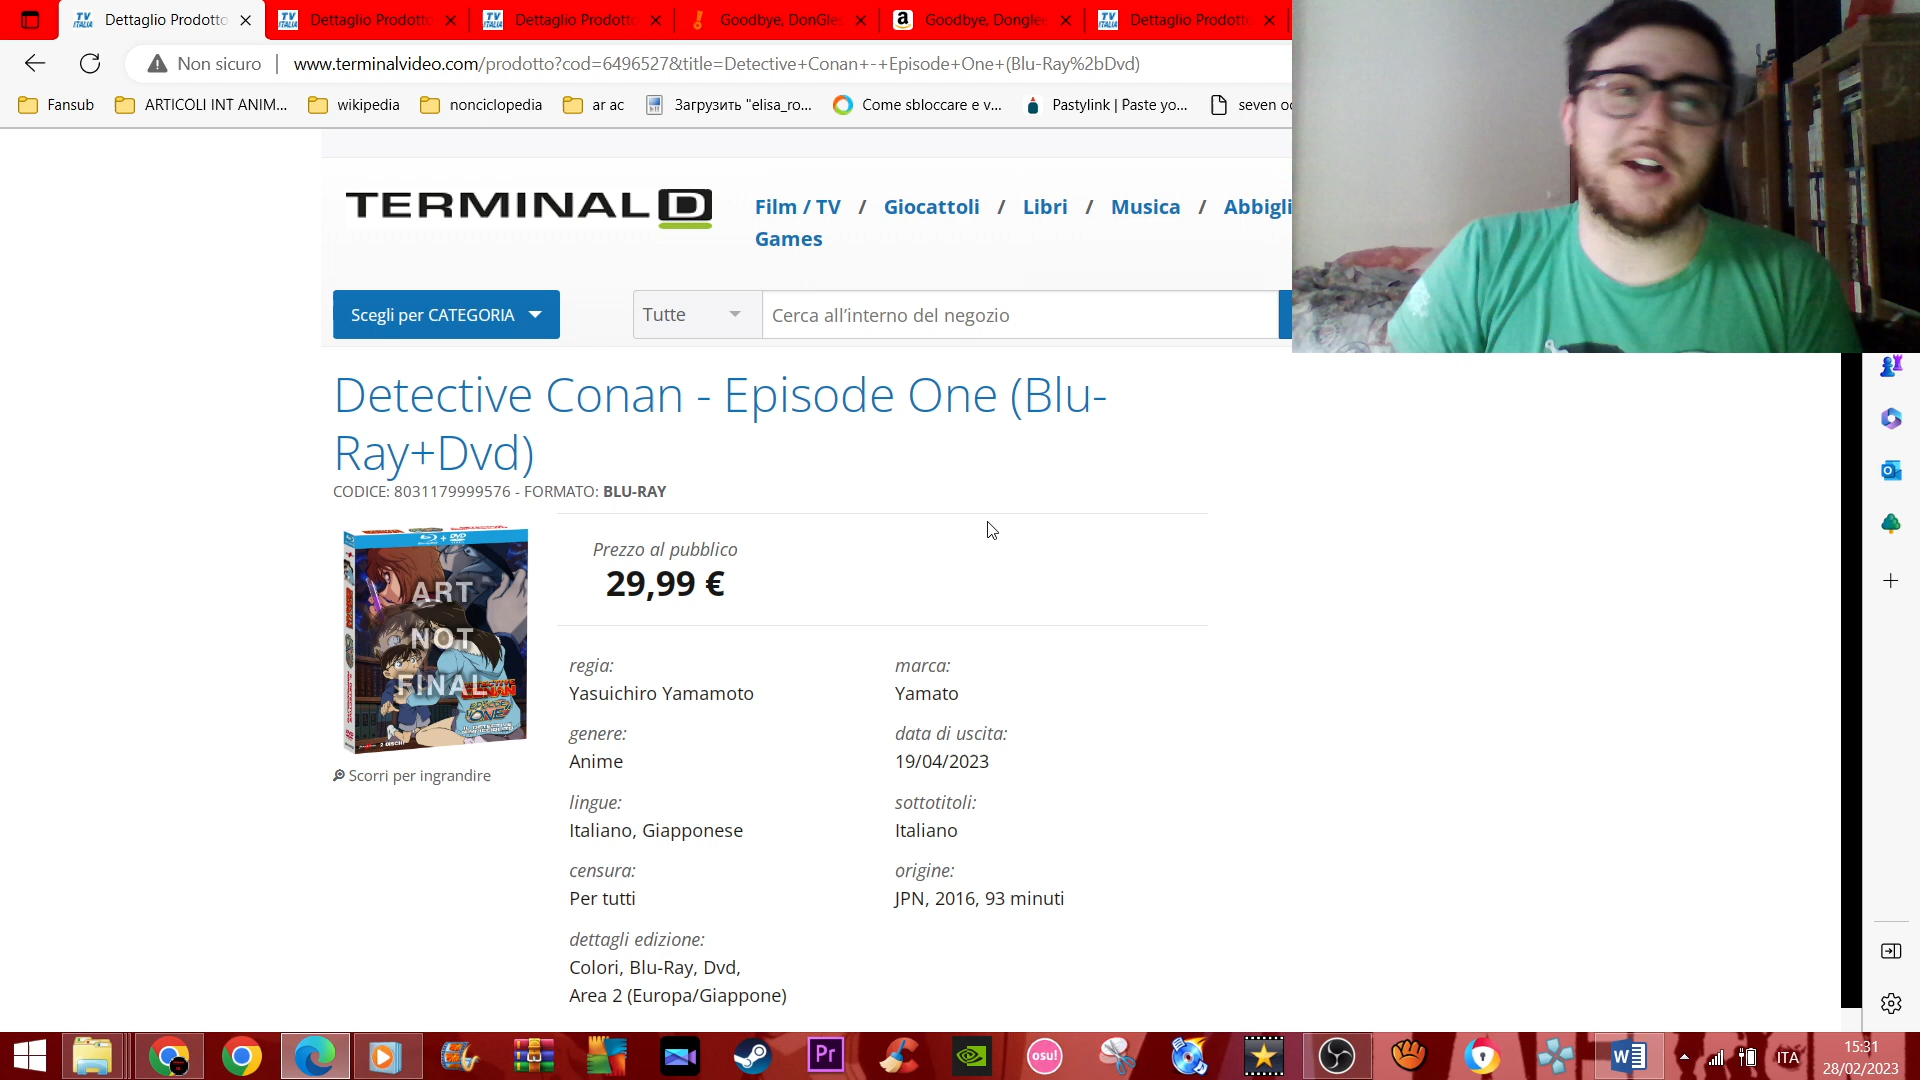 Dettaglio Prodotto
Dettaglio Prodotto
Dettaglio Prodotto
Goodbye, DonGle
Goodbye, Donglee
Dettaglio Prodotto
Non sicuro
www.terminalvideo.com/prodotto?cod=6496527&title=Detective+Conan+-+Episode+One+(Blu-Ray%2bDvd)
Fansub
ARTICOLI INT ANIM...
wikipedia
nonciclopedia
ar ac
Загрузить "elisa_ro...
Come sbloccare e v...
Pastylink | Paste yo...
seven o
TERMINAL D
Film / TV / Giocattoli / Libri / Musica / Abbigli
Games
Scegli per CATEGORIA
Tutte
Cerca all'interno del negozio
Detective Conan - Episode One (Blu-
Ray+Dvd)
CODICE: 8031179999576 - FORMATO: BLU-RAY
ART
NOT
FINAL
Scorri per ingrandire
Prezzo al pubblico
29,99 €
regia:
Yasuichiro Yamamoto
marca:
Yamato
genere:
Anime
data di uscita:
19/04/2023
lingue:
Italiano, Giapponese
sottotitoli:
Italiano
censura:
Per tutti
origine:
JPN, 2016, 93 minuti
dettagli edizione:
Colori, Blu-Ray, Dvd,
Area 2 (Europa/Giappone)
Pr
osu!
ITA
15:31
28/02/2023